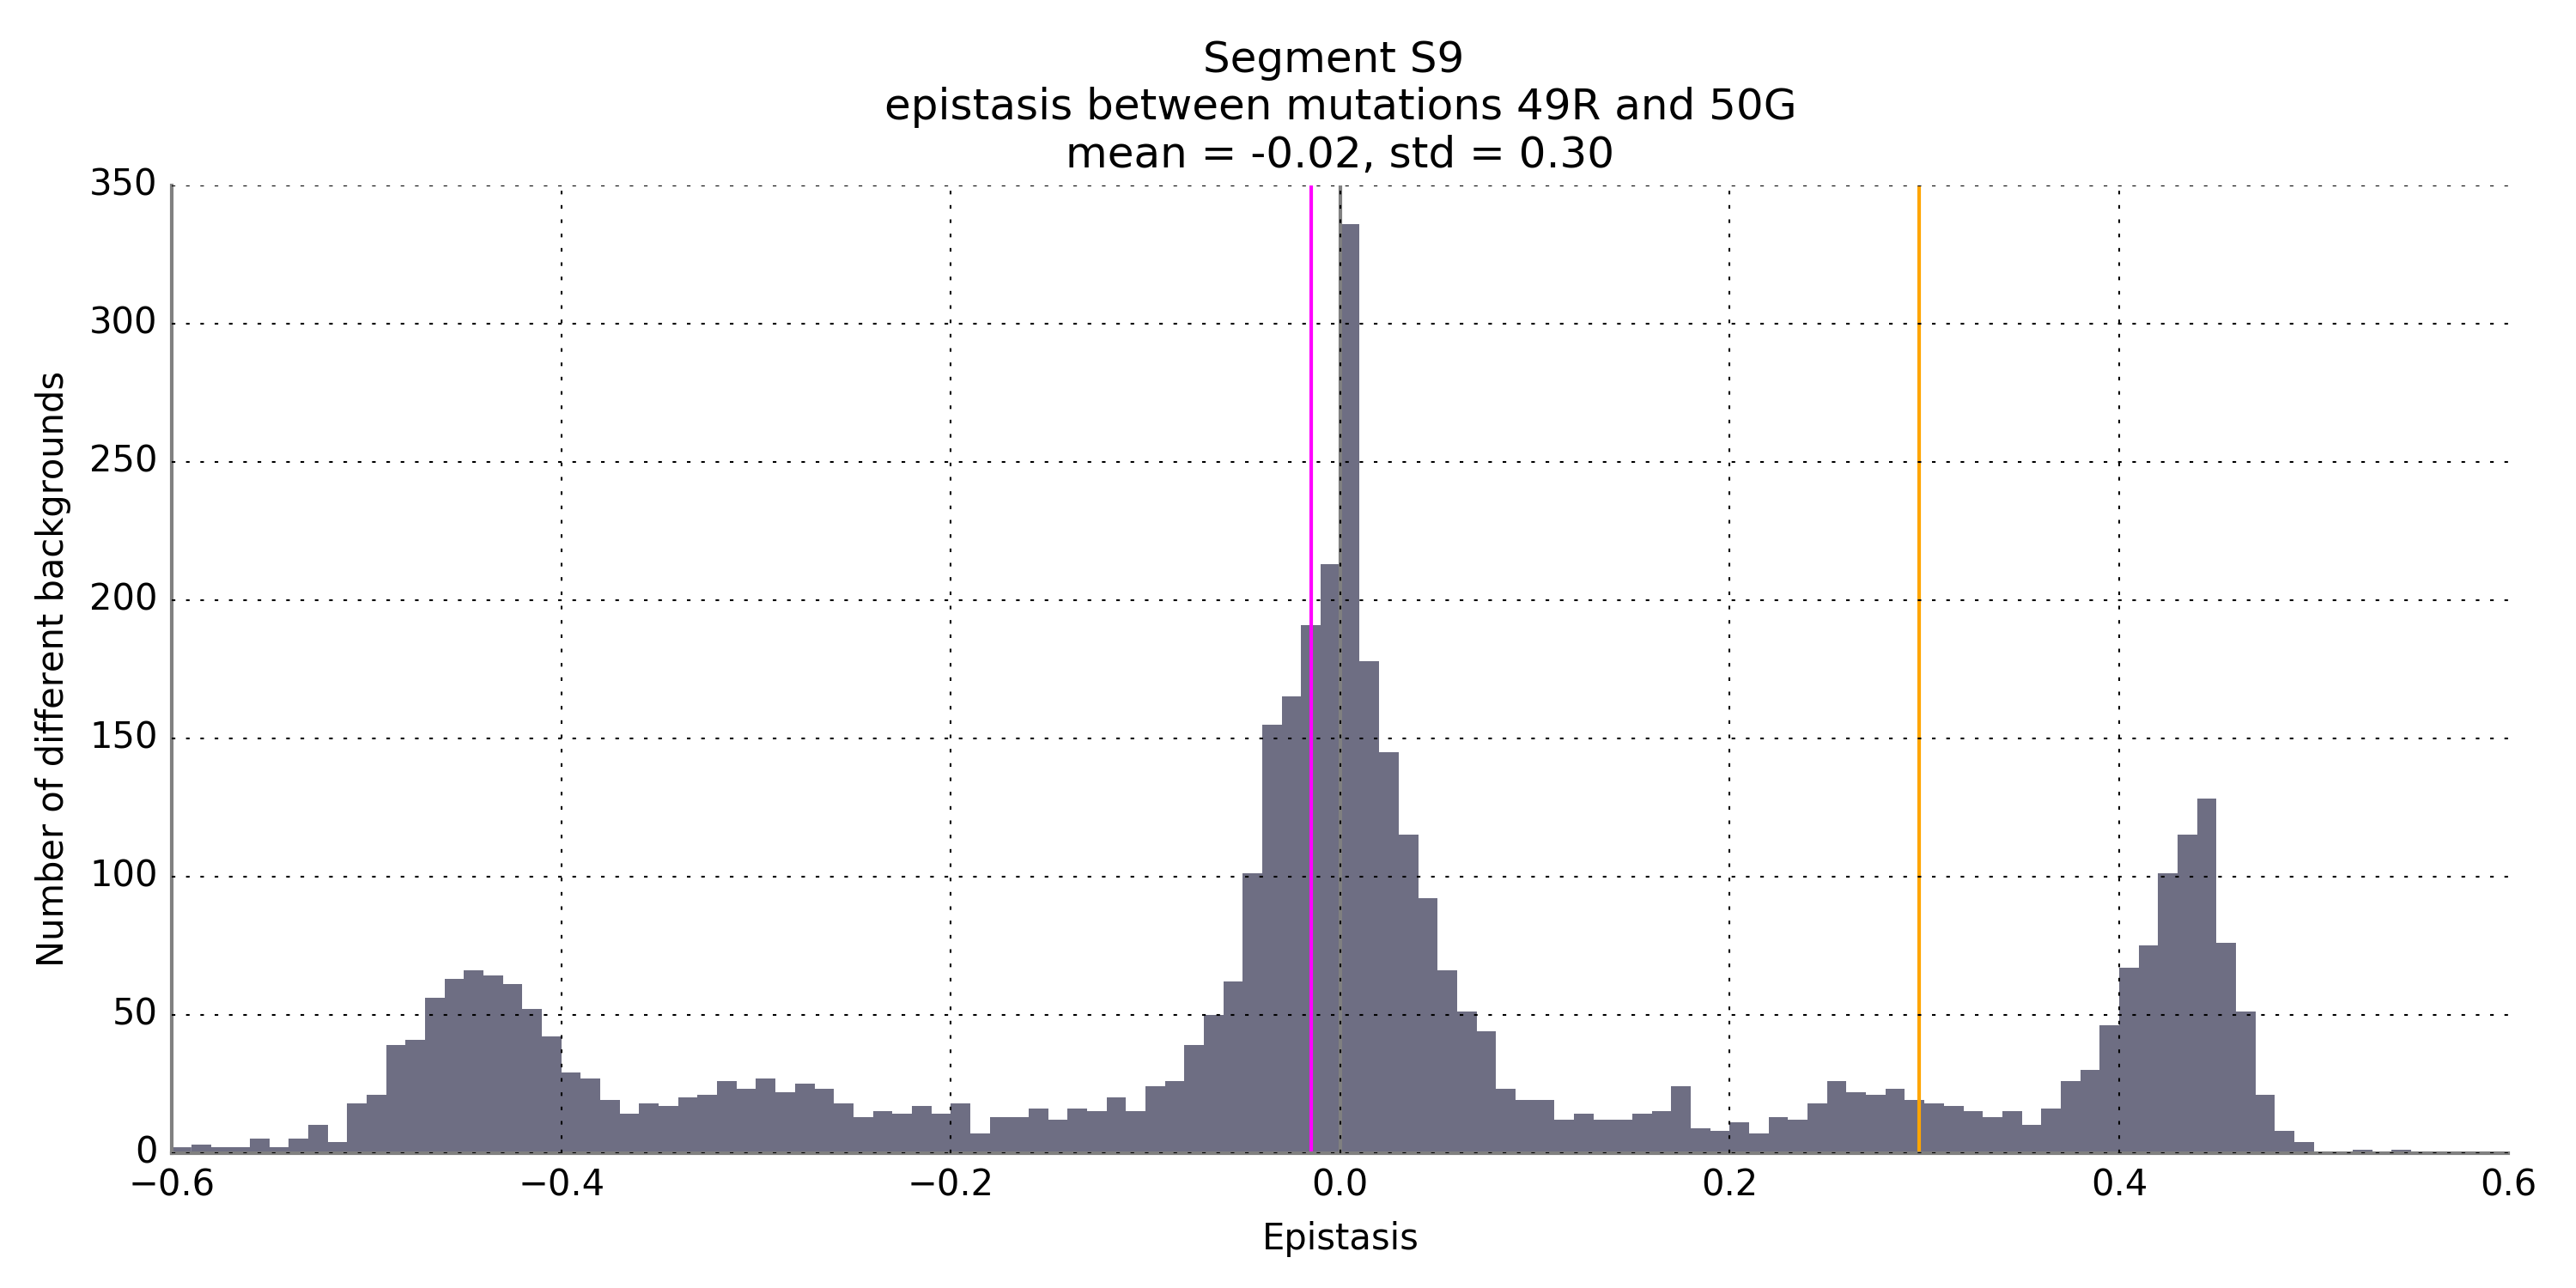 Segment S9
epistasis between mutations 49R and 50G
mean = -0.02, std = 0.30
350
300
250
200
150
100
50
0
Number of different backgrounds
−0.6 −0.4 −0.2 0.0 0.2 0.4 0.6
Epistasis